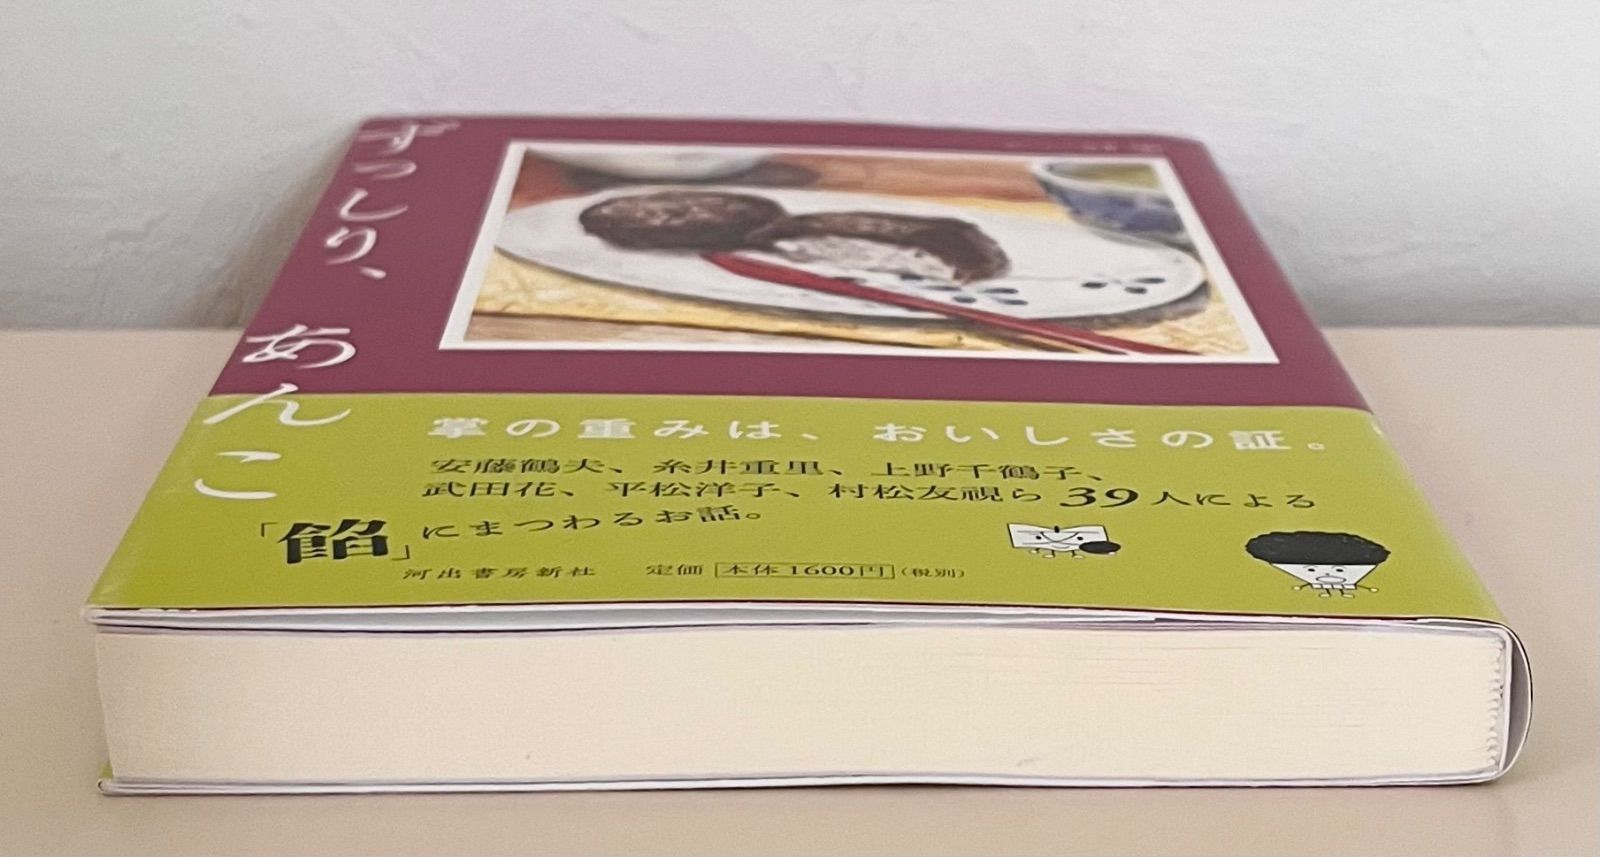 ずっしり、あんこ
掌の重みは、おいしさの証。
安藤鶴夫、糸井重里、上野千鶴子、
武田花、平松洋子、村松友視ら39人による
「餡」にまつわるお話。
河出書房新社 定価 本体1600円(税別)